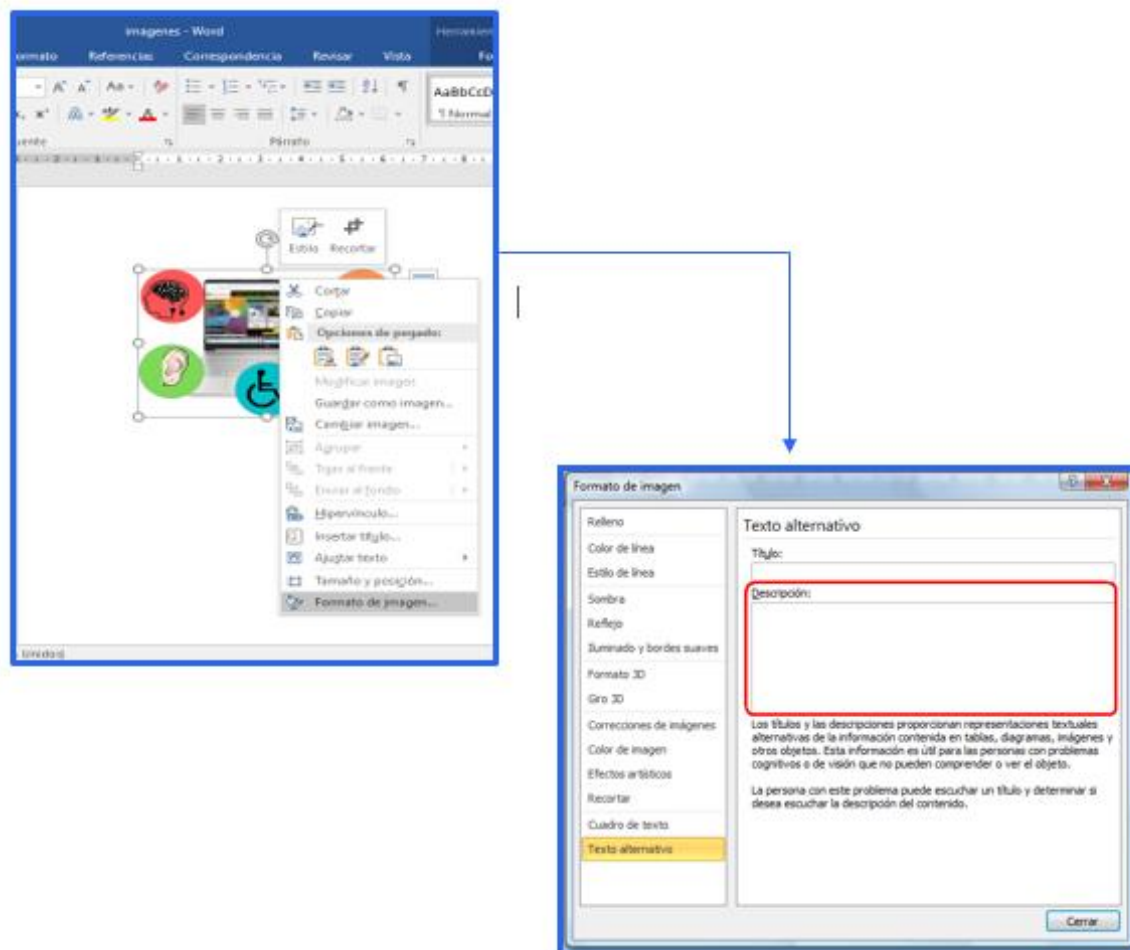 imagenes - Word
Referencias Correspondencia Revisar Vista
AaBbCcD
¶ Normal
Párrafo
Estilo Recortar
Cortar
Copiar
Opciones de pegado:
Modificar imagen
Guardar como imagen...
Cambiar imagen...
Agrupar
Traer al frente
Enviar al fondo
Hipervínculo...
Insertar título...
Ajustar texto
Tamaño y posición...
Formato de imagen...
Unidos)
Formato de imagen
Relleno
Color de línea
Estilo de línea
Sombra
Reflejo
Iluminado y bordes suaves
Formato 3D
Giro 3D
Correcciones de imágenes
Color de imagen
Efectos artísticos
Recortar
Cuadro de texto
Texto alternativo
Texto alternativo
Título:
Descripción:
Los títulos y las descripciones proporcionan representaciones textuales
alternativas de la información contenida en tablas, diagramas, imágenes y
otros objetos. Esta información es útil para las personas con problemas
cognitivos o de visión que no pueden comprender o ver el objeto.
La persona con este problema puede escuchar un título y determinar si
desea escuchar la descripción del contenido.
Cerrar